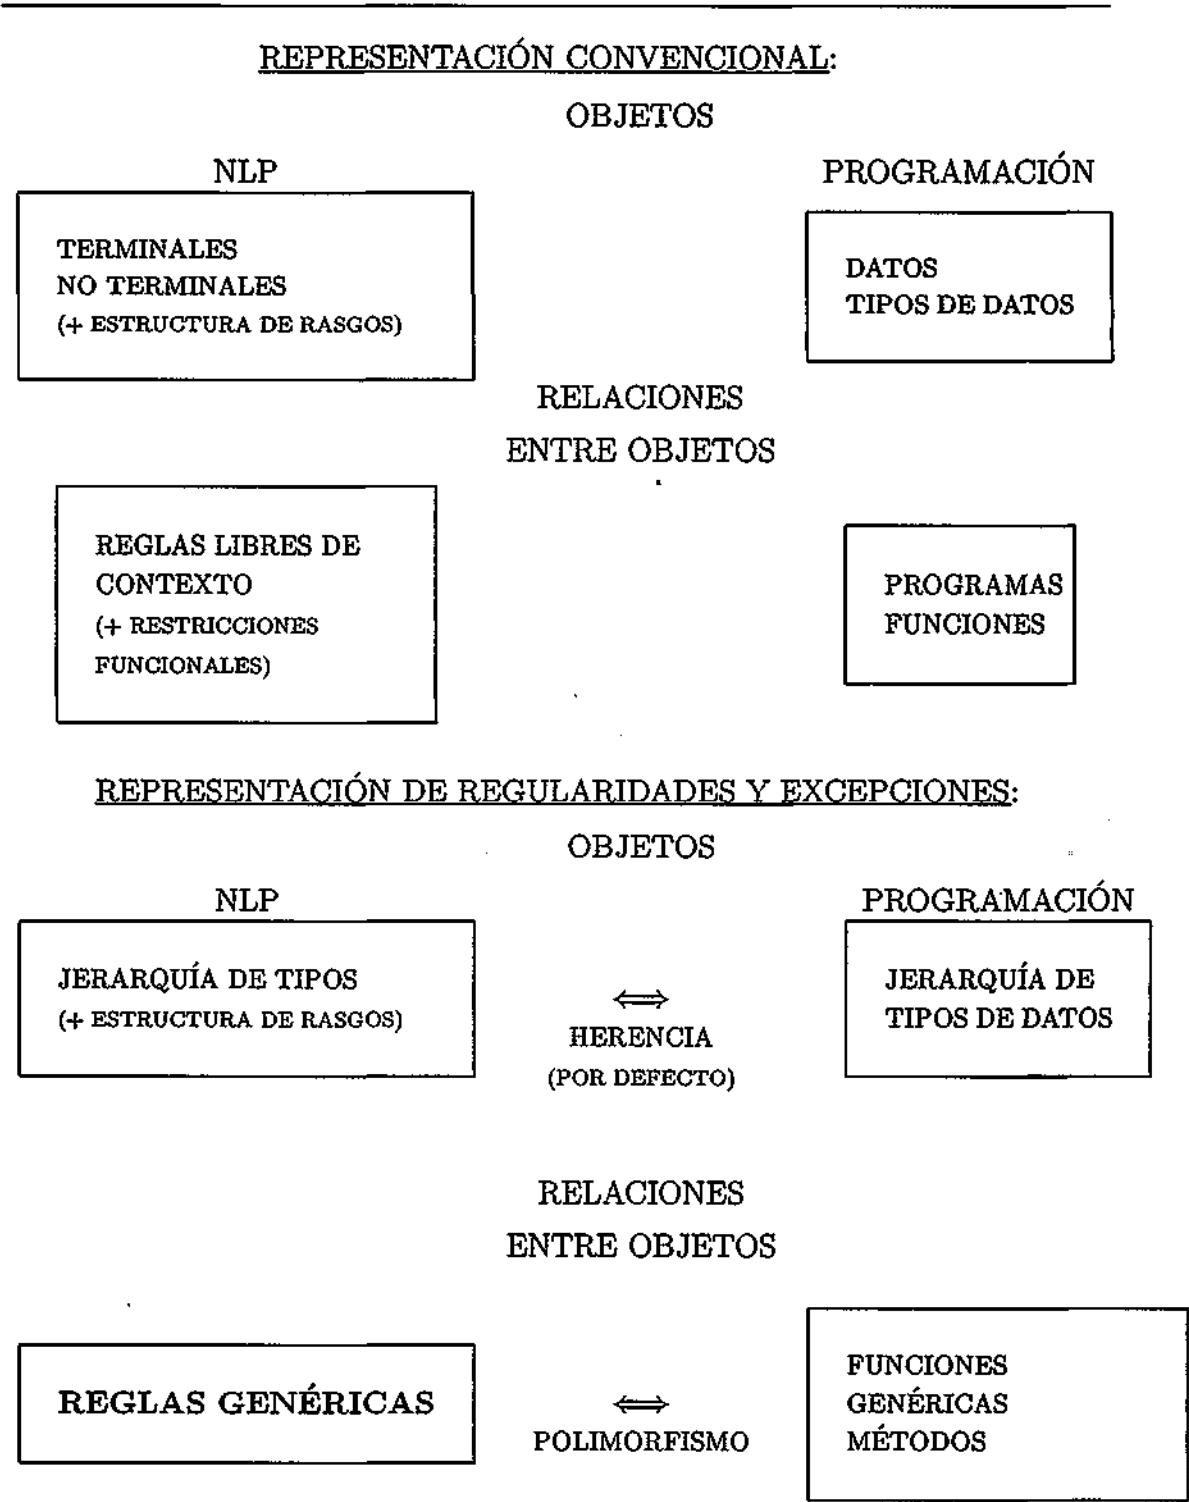 REPRESENTACIÓN CONVENCIONAL:
OBJETOS
NLP
PROGRAMACIÓN
TERMINALES
NO TERMINALES
(+ ESTRUCTURA DE RASGOS)
DATOS
TIPOS DE DATOS
RELACIONES
ENTRE OBJETOS
REGLAS LIBRES DE
CONTEXTO
(+ RESTRICCIONES
FUNCIONALES)
PROGRAMAS
FUNCIONES
REPRESENTACIÓN DE REGULARIDADES Y EXCEPCIONES:
OBJETOS
NLP
PROGRAMACIÓN
JERARQUÍA DE TIPOS
(+ ESTRUCTURA DE RASGOS)
⟺
HERENCIA
(POR DEFECTO)
JERARQUÍA DE
TIPOS DE DATOS
RELACIONES
ENTRE OBJETOS
REGLAS GENÉRICAS
⟺
POLIMORFISMO
FUNCIONES
GENÉRICAS
MÉTODOS